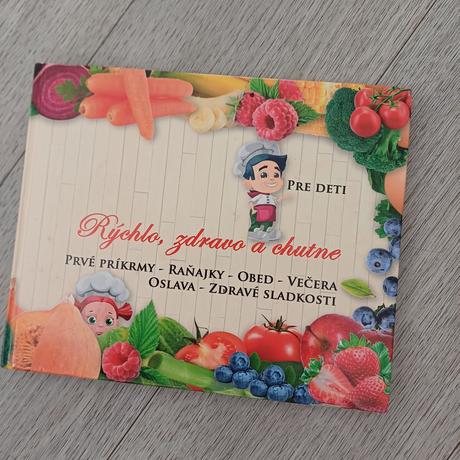 PRE DETI
Rýchlo, zdravo a chutne
PRVÉ PRÍKRMY - RAŇAJKY - OBED - VEČERA
OSLAVA - ZDRAVÉ SLADKOSTI